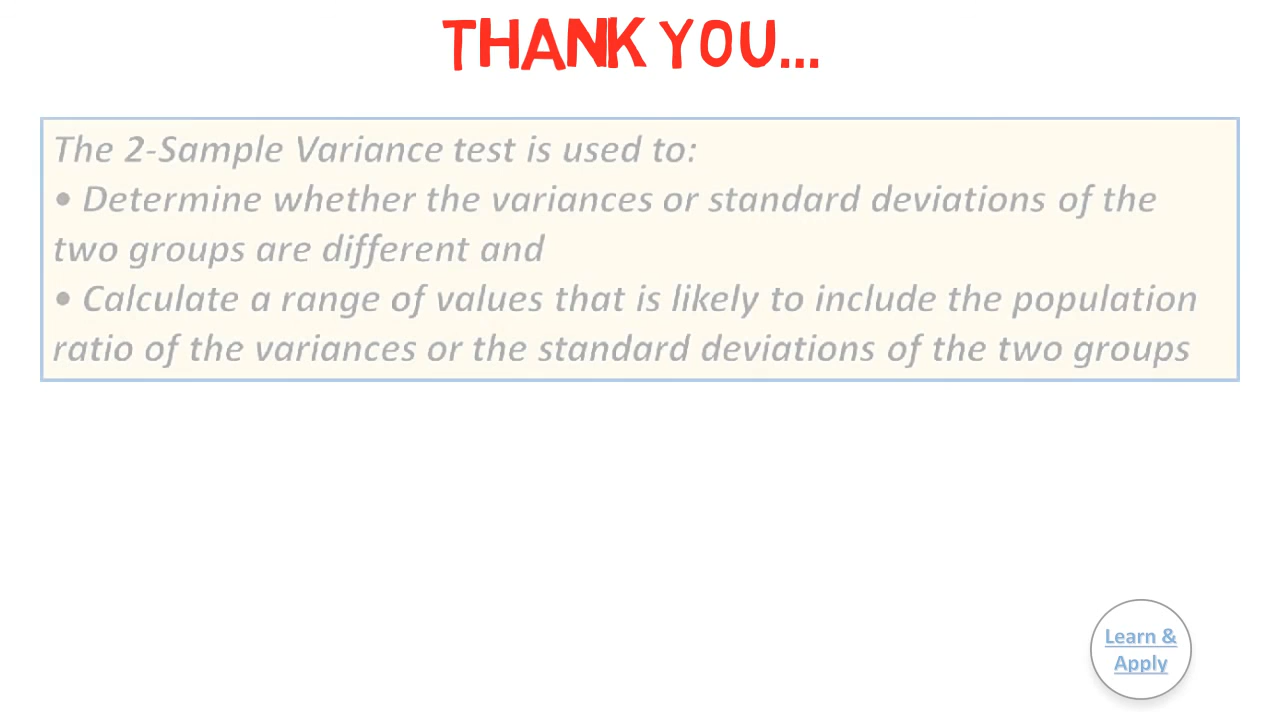 THANK YOU...
The 2-Sample Variance test is used to:
• Determine whether the variances or standard deviations of the
two groups are different and
• Calculate a range of values that is likely to include the population
ratio of the variances or the standard deviations of the two groups
Learn &
Apply